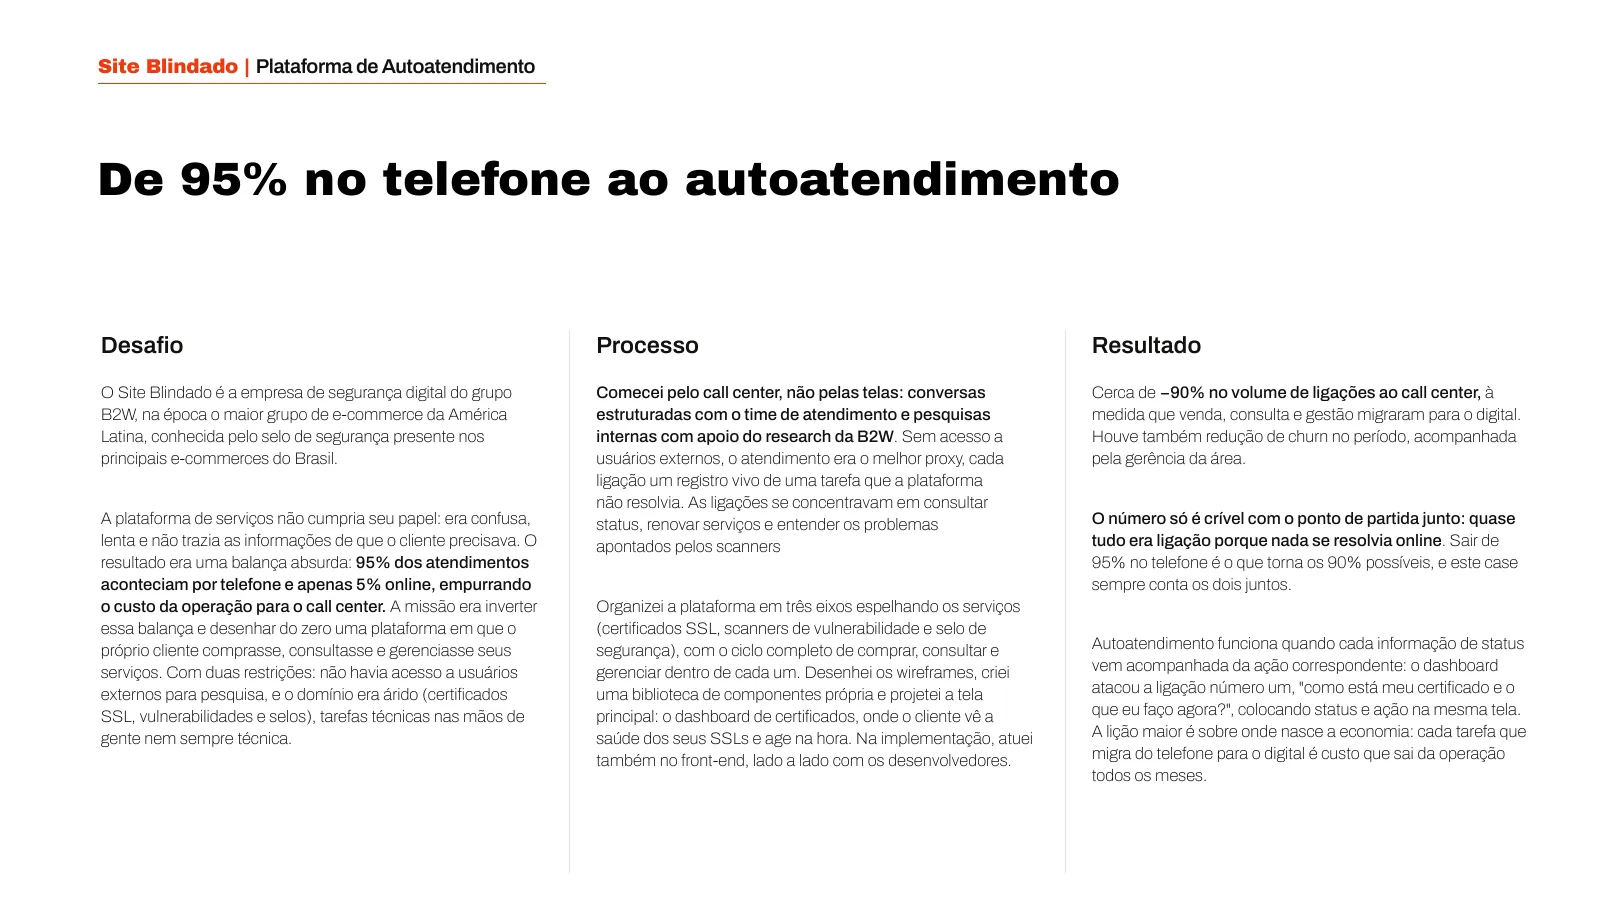 Site Blindado | Plataforma de Autoatendimento
De 95% no telefone ao autoatendimento
Desafio
O Site Blindado é a empresa de segurança digital do grupo
B2W, na época o maior grupo de e-commerce da América
Latina, conhecida pelo selo de segurança presente nos
principais e-commerces do Brasil.
A plataforma de serviços não cumpria seu papel: era confusa,
lenta e não trazia as informações de que o cliente precisava. O
resultado era uma balança absurda: 95% dos atendimentos
aconteciam por telefone e apenas 5% online, empurrando
o custo da operação para o call center. A missão era inverter
essa balança e desenhar do zero uma plataforma em que o
próprio cliente comprasse, consultasse e gerenciasse seus
serviços. Com duas restrições: não havia acesso a usuários
externos para pesquisa, e o domínio era árido (certificados
SSL, vulnerabilidades e selos), tarefas técnicas nas mãos de
gente nem sempre técnica.
Processo
Comecei pelo call center, não pelas telas: conversas
estruturadas com o time de atendimento e pesquisas
internas com apoio do research da B2W. Sem acesso a
usuários externos, o atendimento era o melhor proxy, cada
ligação um registro vivo de uma tarefa que a plataforma
não resolvia. As ligações se concentravam em consultar
status, renovar serviços e entender os problemas
apontados pelos scanners
Organizei a plataforma em três eixos espelhando os serviços
(certificados SSL, scanners de vulnerabilidade e selo de
segurança), com o ciclo completo de comprar, consultar e
gerenciar dentro de cada um. Desenhei os wireframes, criei
uma biblioteca de componentes própria e projetei a tela
principal: o dashboard de certificados, onde o cliente vê a
saúde dos seus SSLs e age na hora. Na implementação, atuei
também no front-end, lado a lado com os desenvolvedores.
Resultado
Cerca de −90% no volume de ligações ao call center, à
medida que venda, consulta e gestão migraram para o digital.
Houve também redução de churn no período, acompanhada
pela gerência da área.
O número só é crível com o ponto de partida junto: quase
tudo era ligação porque nada se resolvia online. Sair de
95% no telefone é o que torna os 90% possíveis, e este case
sempre conta os dois juntos.
Autoatendimento funciona quando cada informação de status
vem acompanhada da ação correspondente: o dashboard
atacou a ligação número um, "como está meu certificado e o
que eu faço agora?", colocando status e ação na mesma tela.
A lição maior é sobre onde nasce a economia: cada tarefa que
migra do telefone para o digital é custo que sai da operação
todos os meses.